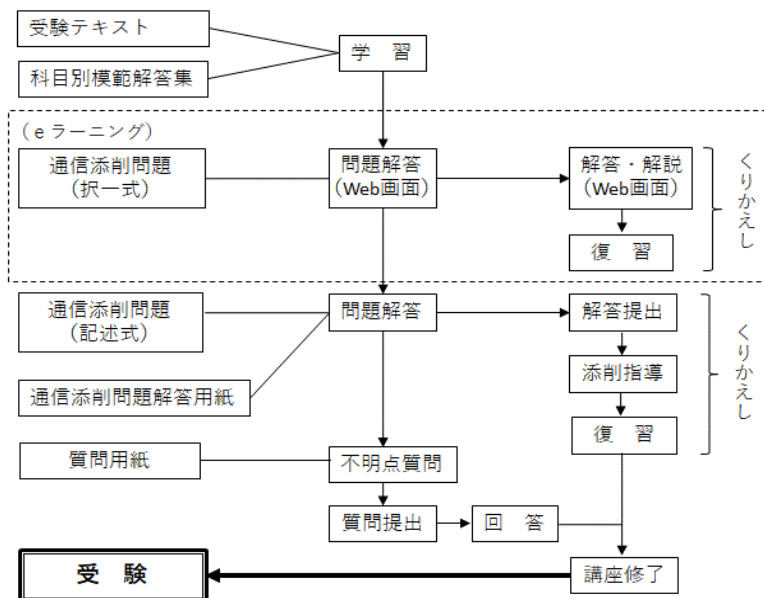 受験テキスト
学　習
科目別模範解答集
（eラーニング）
通信添削問題
（択一式）
問題解答
（Web画面）
解答・解説
（Web画面）
復　習
くりかえし
通信添削問題
（記述式）
問題解答
解答提出
添削指導
通信添削問題解答用紙
復　習
くりかえし
質問用紙
不明点質問
質問提出
回　答
受　験
講座修了